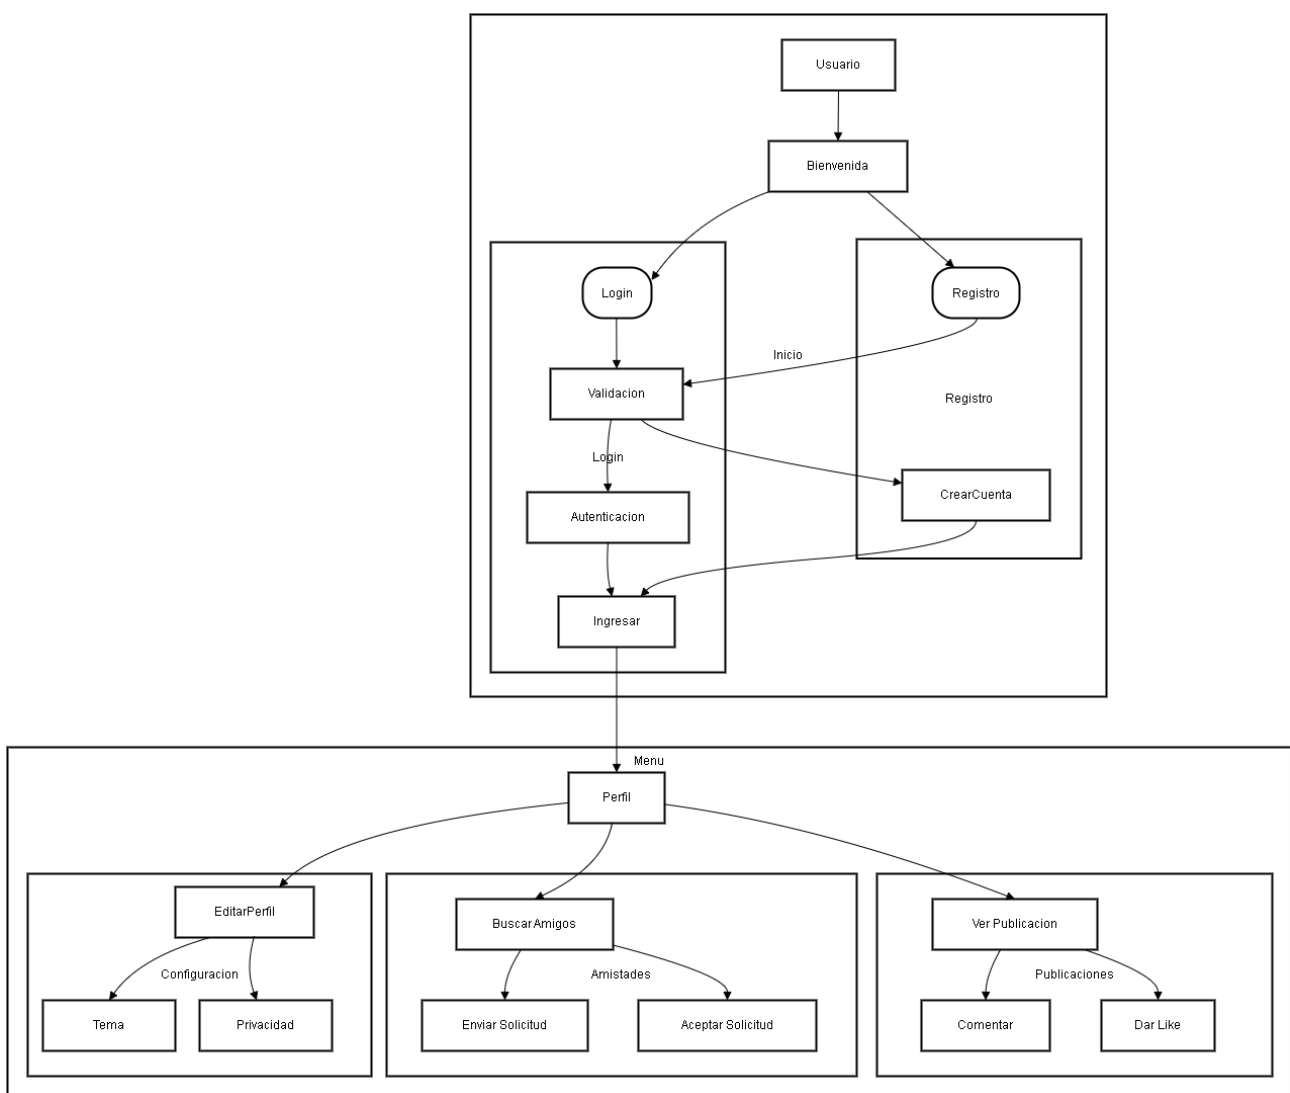 Usuario
Bienvenida
Login
Registro
Inicio
Validacion
Registro
Login
CrearCuenta
Autenticacion
Ingresar
Menu
Perfil
EditarPerfil
BuscarAmigos
Ver Publicacion
Configuracion
Amistades
Publicaciones
Tema
Privacidad
Enviar Solicitud
Aceptar Solicitud
Comentar
Dar Like